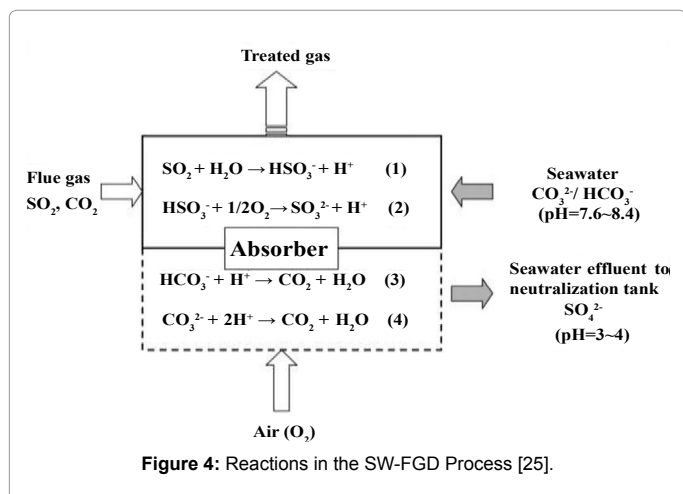 Treated gas
Flue gas
SO₂, CO₂
SO₂ + H₂O → HSO₃⁻ + H⁺ (1)
HSO₃⁻ + 1/2O₂ → SO₃²⁻ + H⁺ (2)
Absorber
HCO₃⁻ + H⁺ → CO₂ + H₂O (3)
CO₃²⁻ + 2H⁺ → CO₂ + H₂O (4)
Seawater
CO₃²⁻/ HCO₃⁻
(pH=7.6~8.4)
Seawater effluent to
neutralization tank
SO₄²⁻
(pH=3~4)
Air (O₂)
Figure 4: Reactions in the SW-FGD Process [25].